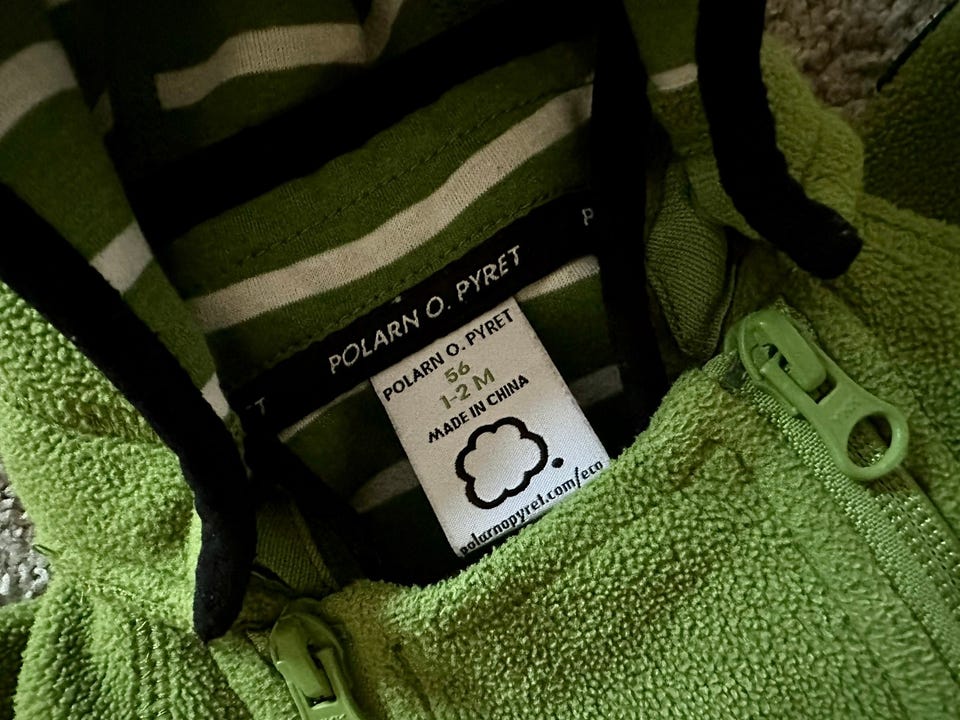 POLARN O. PYRET
P
T
POLARN O. PYRET
56
1-2 M
MADE IN CHINA
polarnopyret.com/eco